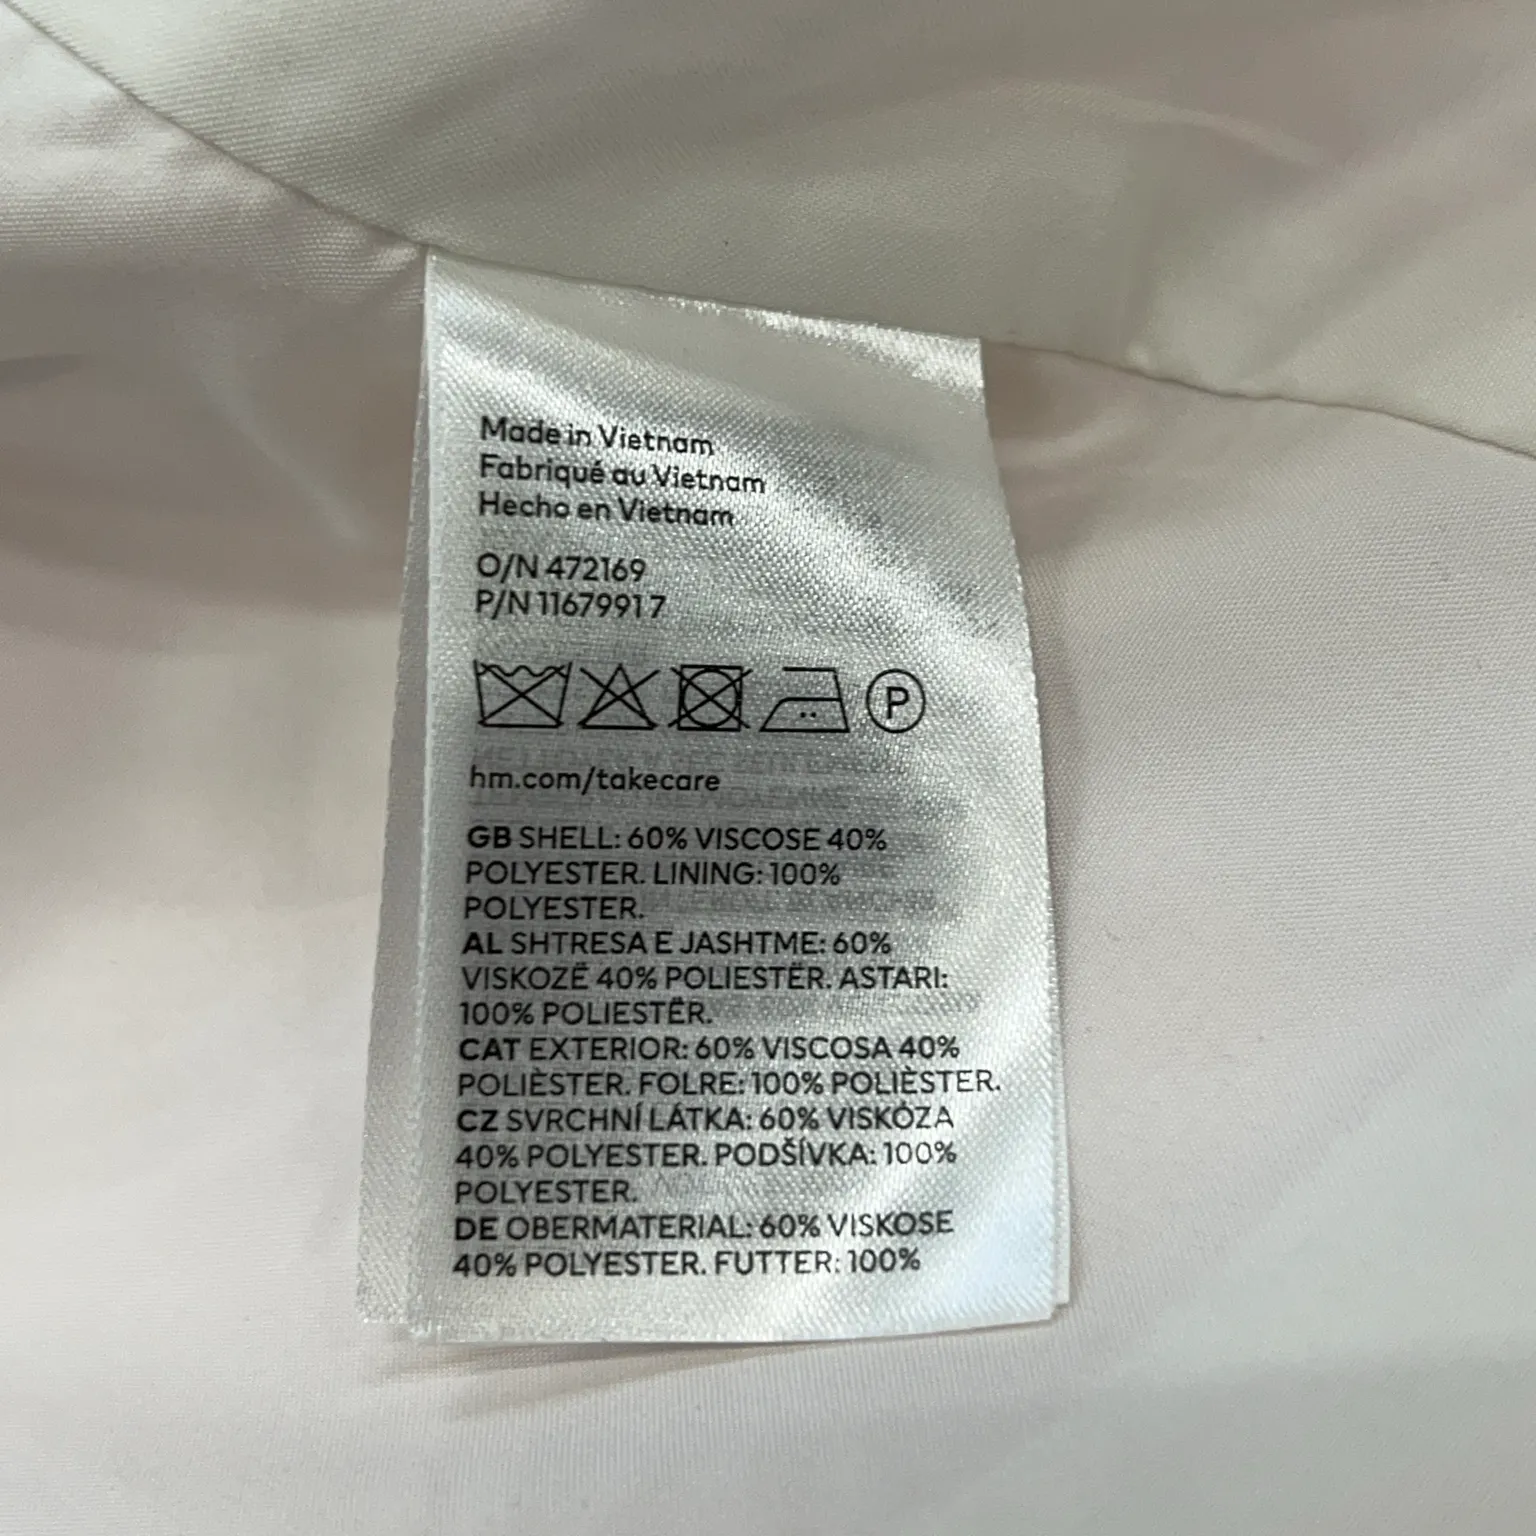 Made in Vietnam
Fabriqué au Vietnam
Hecho en Vietnam
O/N 472169
P/N 11679917
P
hm.com/takecare
GB SHELL: 60% VISCOSE 40%
POLYESTER. LINING: 100%
POLYESTER.
AL SHTRESA E JASHTME: 60%
VISKOZË 40% POLIESTËR. ASTARI:
100% POLIESTËR.
CAT EXTERIOR: 60% VISCOSA 40%
POLIÈSTER. FOLRE: 100% POLIÈSTER.
CZ SVRCHNÍ LÁTKA: 60% VISKÓZA
40% POLYESTER. PODŠÍVKA: 100%
POLYESTER.
DE OBERMATERIAL: 60% VISKOSE
40% POLYESTER. FUTTER: 100%